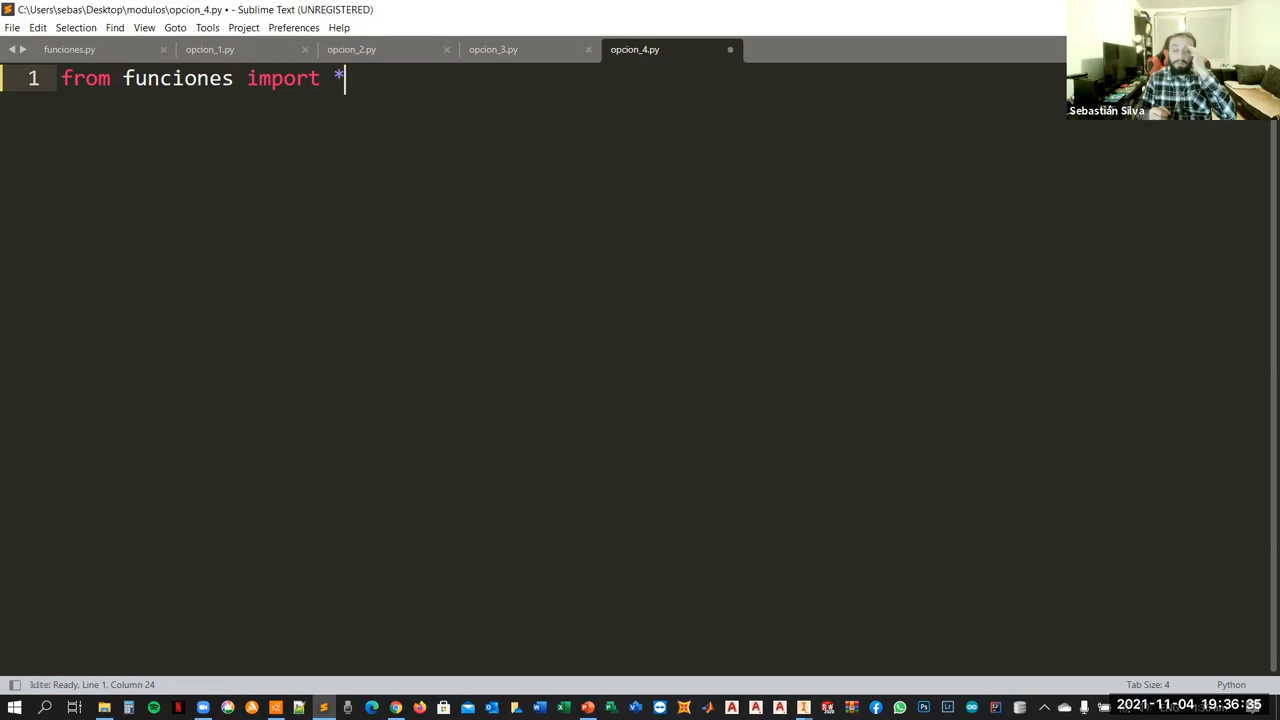 C:\Users\sebas\Desktop\modulos\opcion_4.py • - Sublime Text (UNREGISTERED)
File Edit Selection Find View Goto Tools Project Preferences Help
funciones.py opcion_1.py opcion_2.py opcion_3.py opcion_4.py
1 from funciones import *
Sebastián Silva
Ready, Line 1, Column 24 Tab Size: 4 Python
2021-11-04 19:36:35